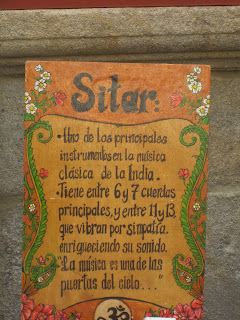 Sitar:
• Uno de los principales
instrumentos en la música
clásica de la India.
• Tiene entre 6 y 7 cuerdas
principales, y entre 11 y 13,
que vibran por simpatía,
enriqueciendo su sonido.
"La música es una de las
puertas del cielo..."
ॐ